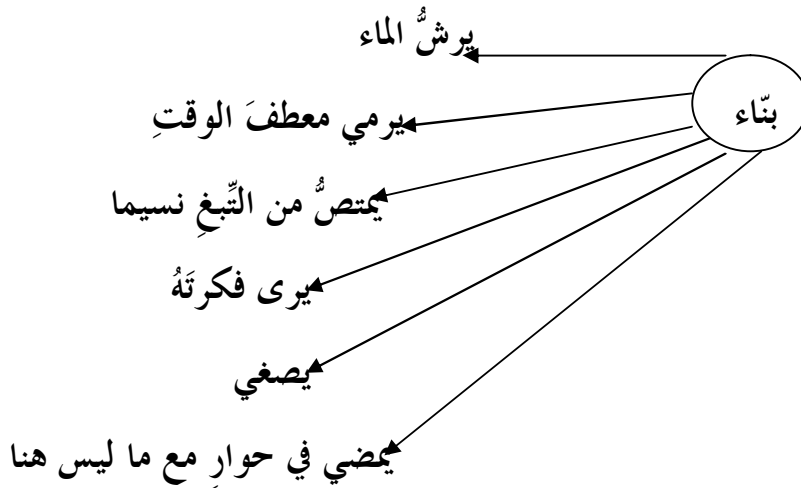 يرشُّ الماء
بنّاء
يرمي معطفَ الوقتِ
يمتصُّ من التِّبغِ نسيما
يرى فكرتَهُ
يصغي
يمضي في حوارٍ مع ما ليس هنا